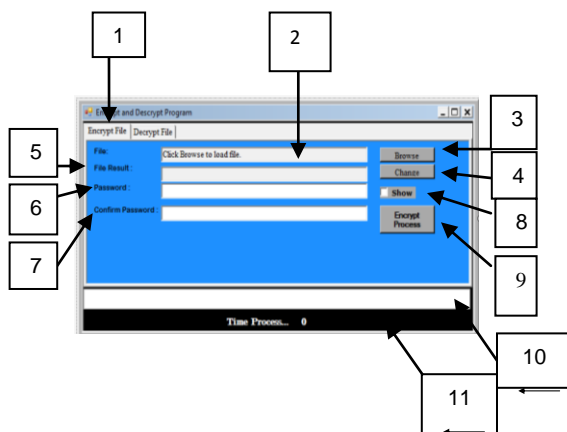 1
2
Encrypt and Descrypt Program
Encrypt File
Decrypt File
3
File:
Click Browse to load file.
Browse
5
File Result :
Change
4
6
Password :
Show
8
7
Confirm Password :
Encrypt
Process
9
Time Process... 0
10
11